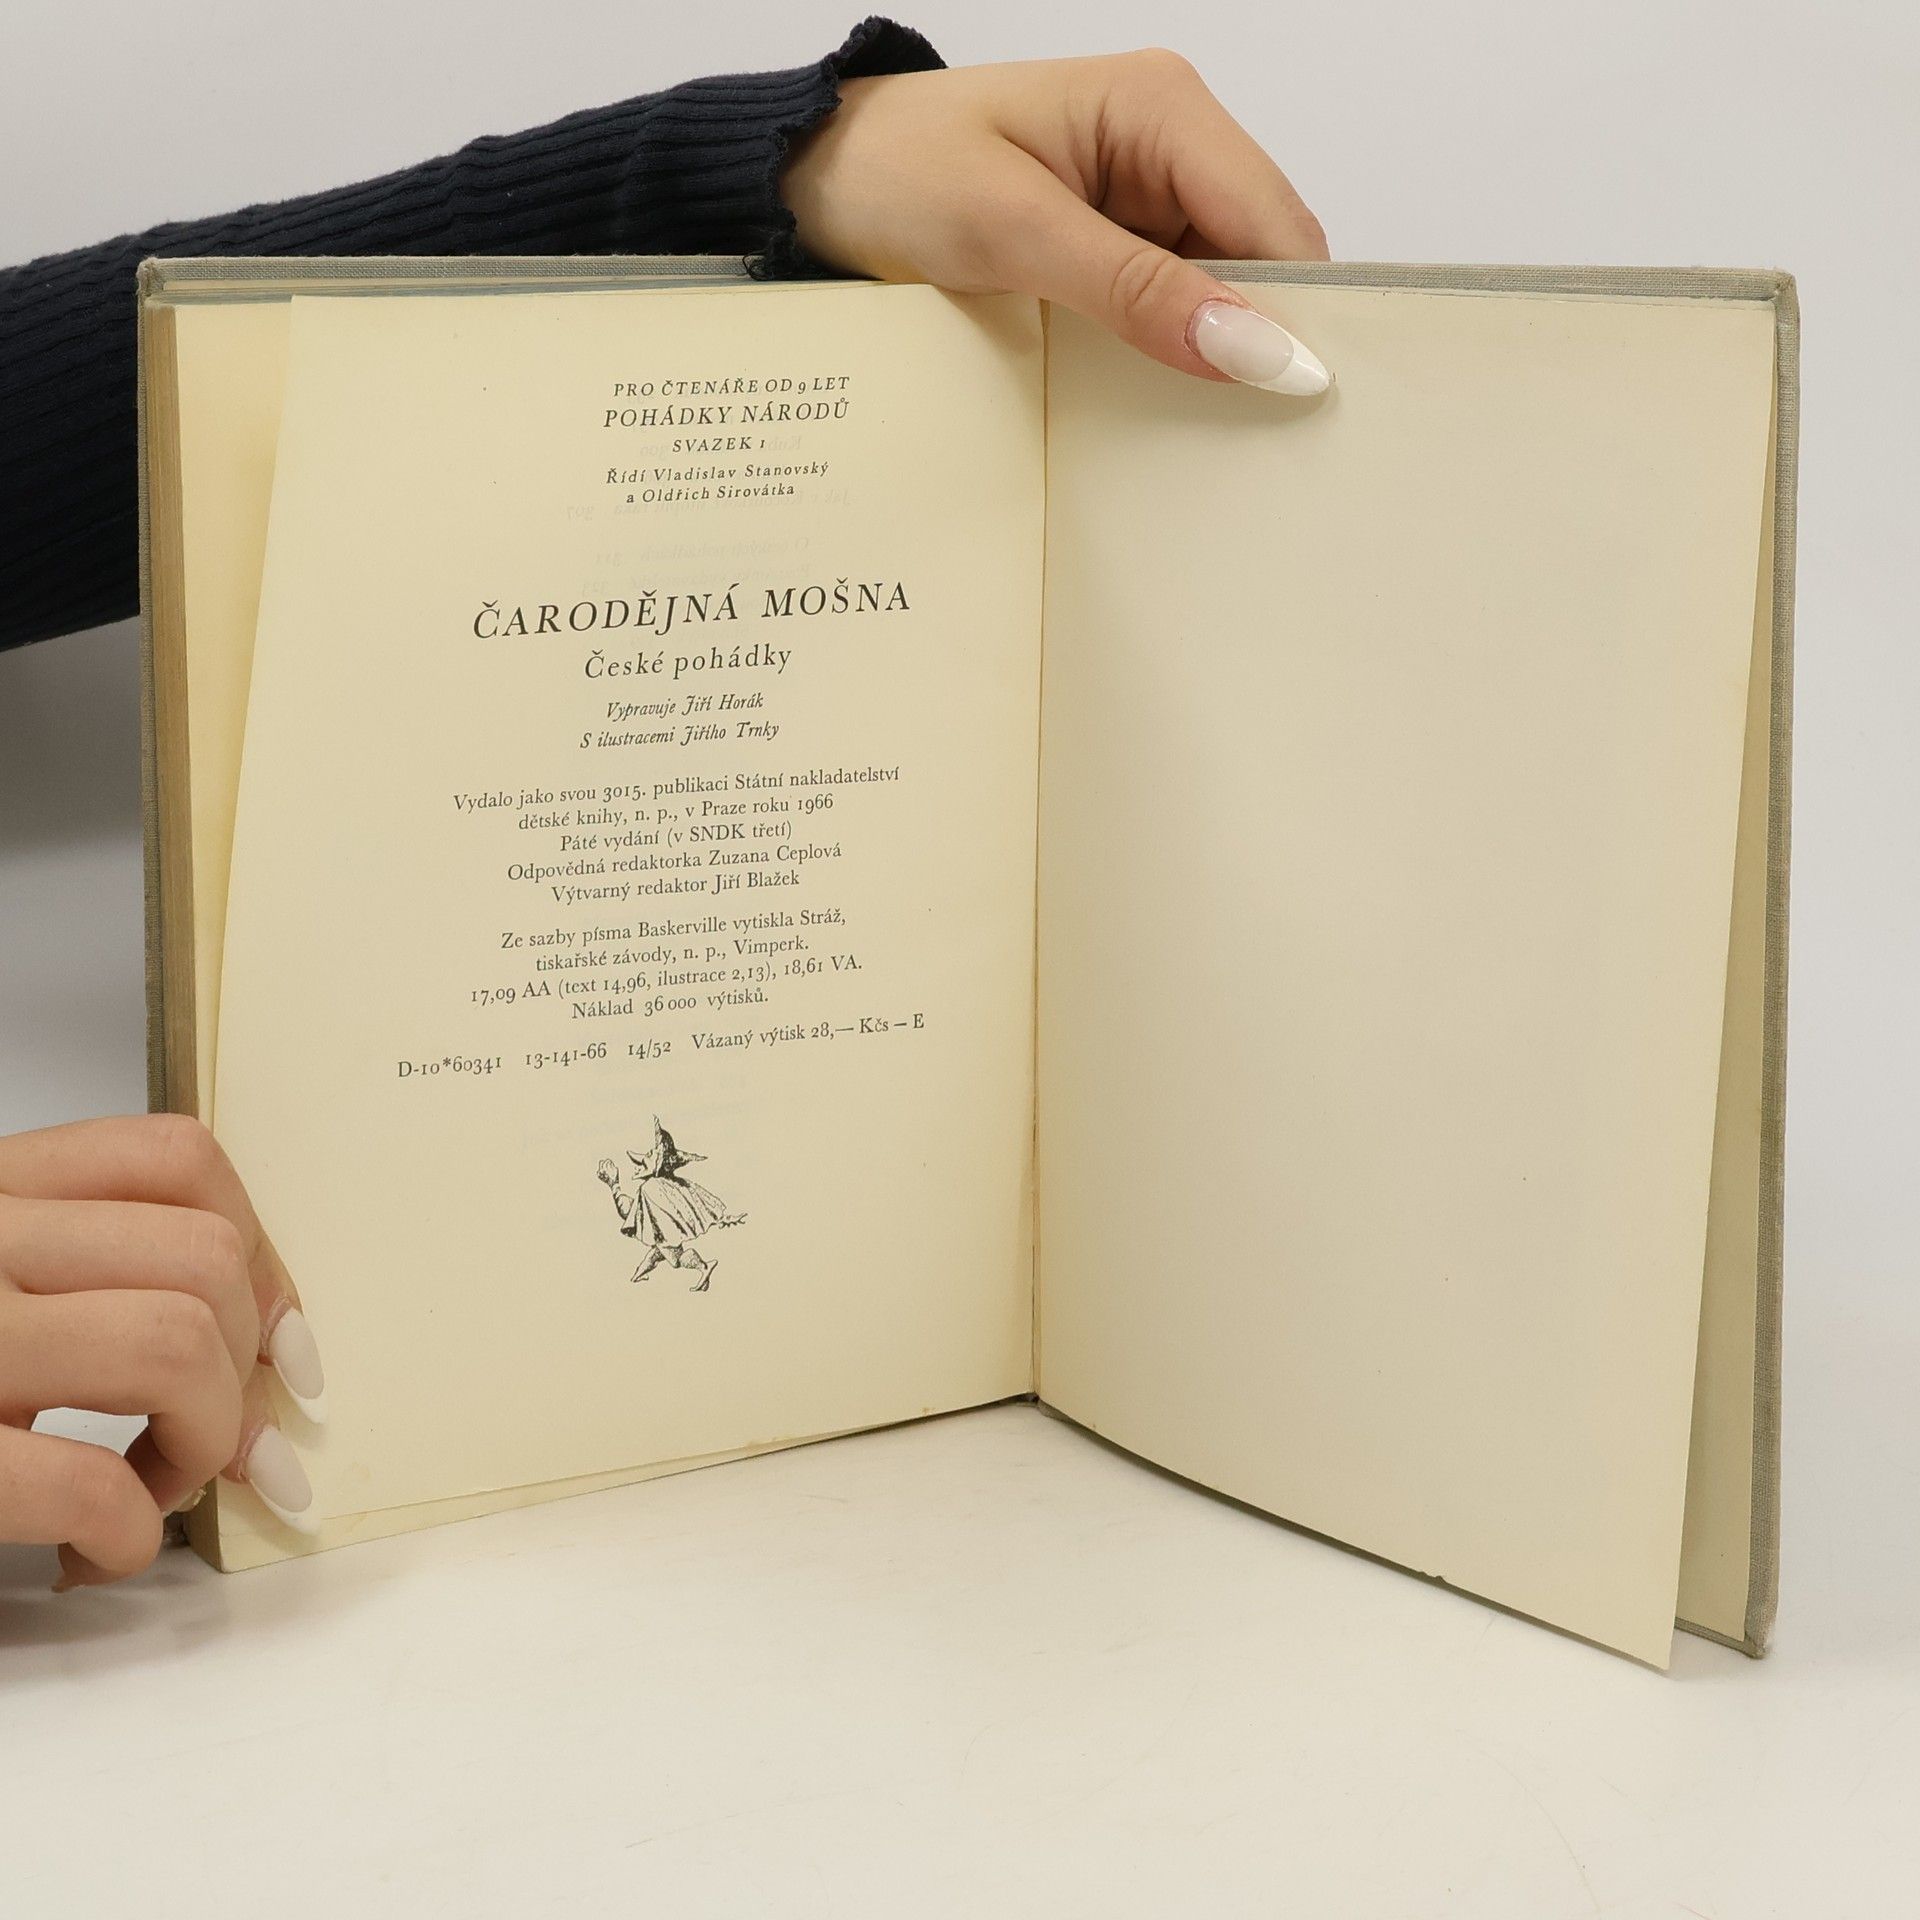 PRO ČTENÁŘE OD 9 LET
POHÁDKY NÁRODŮ
SVAZEK 1
Řídí Vladislav Stanovský
a Oldřich Sirovátka
ČARODĚJNÁ MOŠNA
České pohádky
Vypravuje Jiří Horák
S ilustracemi Jiřího Trnky
Vydalo jako svou 3015. publikaci Státní nakladatelství
dětské knihy, n. p., v Praze roku 1966
Páté vydání (v SNDK třetí)
Odpovědná redaktorka Zuzana Ceplová
Výtvarný redaktor Jiří Blažek
Ze sazby písma Baskerville vytiskla Stráž,
tiskařské závody, n. p., Vimperk.
17,09 AA (text 14,96, ilustrace 2,13), 18,61 VA.
Náklad 36 000 výtisků.
D-10*60341 13-141-66 14/52 Vázaný výtisk 28,— Kčs – E